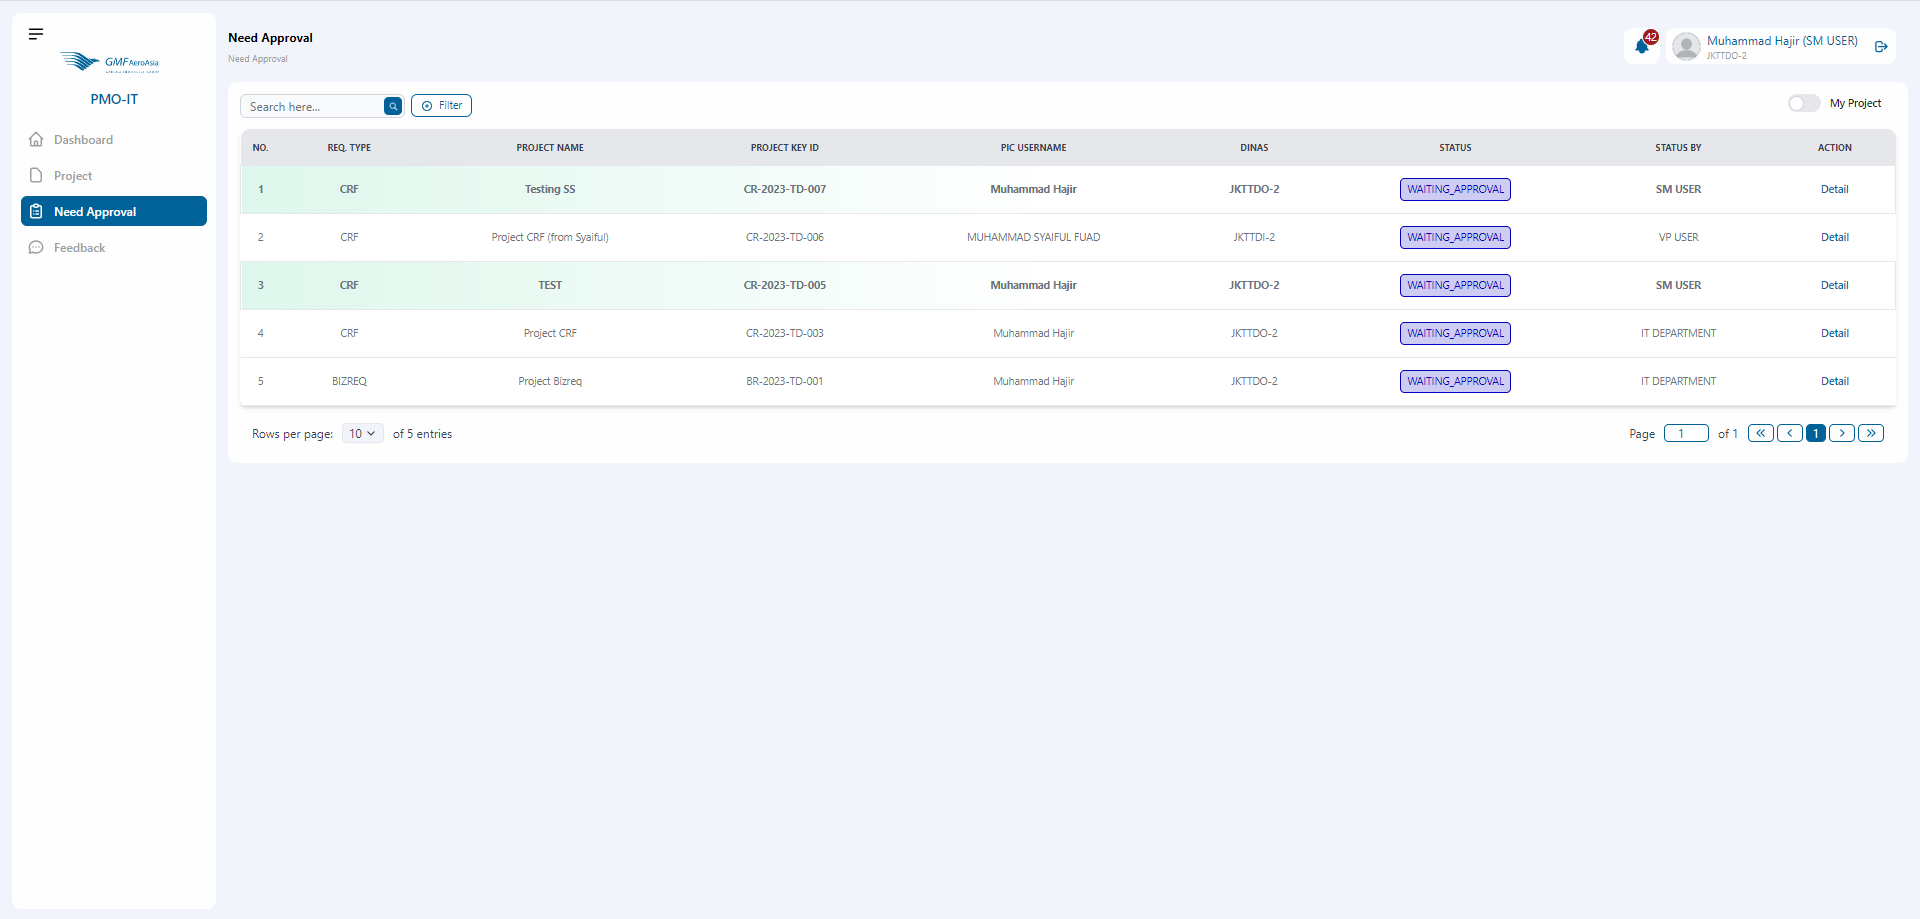 GMF AeroAsia
PMO-IT
Dashboard
Project
Need Approval
Feedback
Need Approval
Need Approval
42
Muhammad Hajir (SM USER)
JKTTDO-2
Search here...
Filter
My Project
NO. REQ. TYPE PROJECT NAME PROJECT KEY ID PIC USERNAME DINAS STATUS STATUS BY ACTION
1 CRF Testing SS CR-2023-TD-007 Muhammad Hajir JKTTDO-2 WAITING_APPROVAL SM USER Detail
2 CRF Project CRF (from Syaiful) CR-2023-TD-006 MUHAMMAD SYAIFUL FUAD JKTTDI-2 WAITING_APPROVAL VP USER Detail
3 CRF TEST CR-2023-TD-005 Muhammad Hajir JKTTDO-2 WAITING_APPROVAL SM USER Detail
4 CRF Project CRF CR-2023-TD-003 Muhammad Hajir JKTTDO-2 WAITING_APPROVAL IT DEPARTMENT Detail
5 BIZREQ Project Bizreq BR-2023-TD-001 Muhammad Hajir JKTTDO-2 WAITING_APPROVAL IT DEPARTMENT Detail
Rows per page: 10 of 5 entries
Page 1 of 1 1